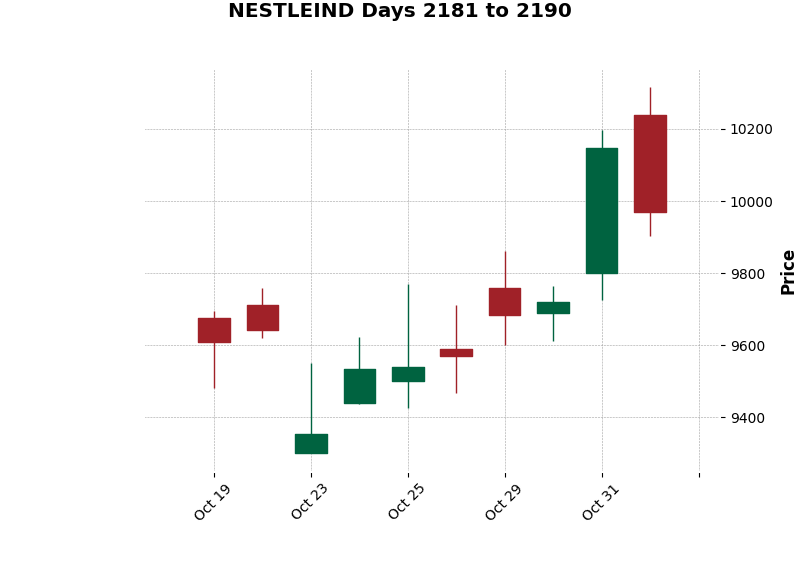 NESTLEIND Days 2181 to 2190
10200
10000
9800
9600
9400
Price
Oct 19
Oct 23
Oct 25
Oct 29
Oct 31